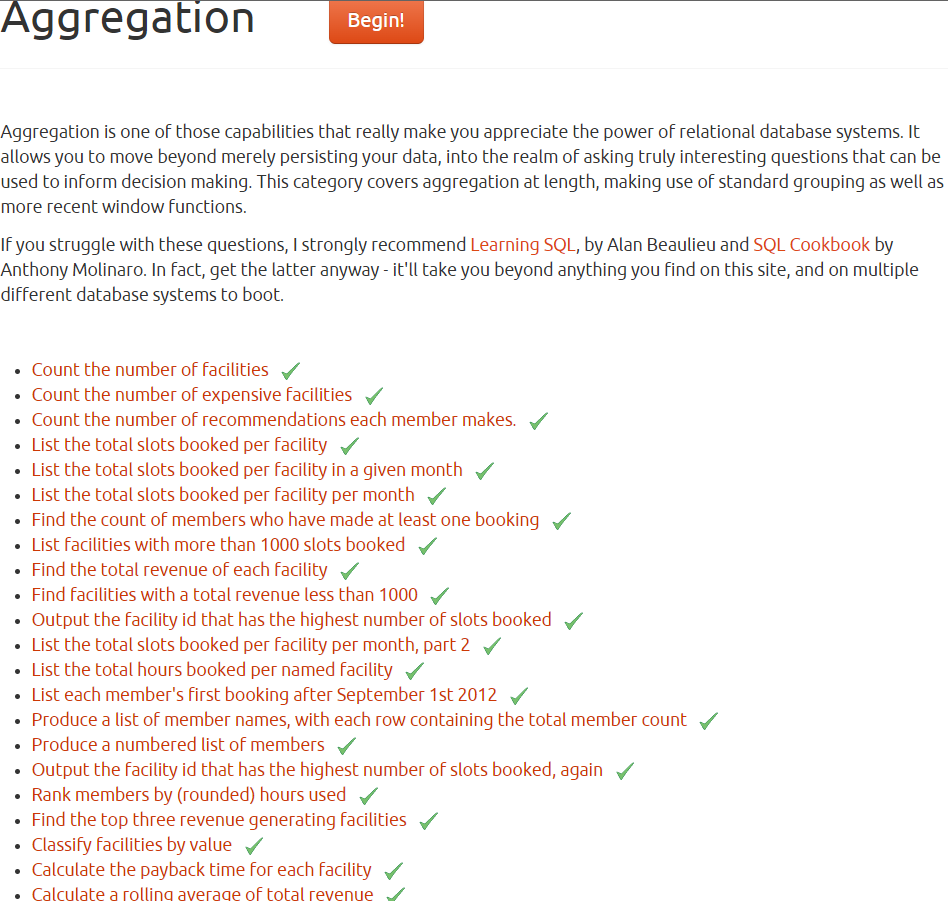 Aggregation
Begin!
Aggregation is one of those capabilities that really make you appreciate the power of relational database systems. It
allows you to move beyond merely persisting your data, into the realm of asking truly interesting questions that can be
used to inform decision making. This category covers aggregation at length, making use of standard grouping as well as
more recent window functions.
If you struggle with these questions, I strongly recommend Learning SQL, by Alan Beaulieu and SQL Cookbook by
Anthony Molinaro. In fact, get the latter anyway - it'll take you beyond anything you find on this site, and on multiple
different database systems to boot.
Count the number of facilities
Count the number of expensive facilities
Count the number of recommendations each member makes.
List the total slots booked per facility
List the total slots booked per facility in a given month
List the total slots booked per facility per month
Find the count of members who have made at least one booking
List facilities with more than 1000 slots booked
Find the total revenue of each facility
Find facilities with a total revenue less than 1000
Output the facility id that has the highest number of slots booked
List the total slots booked per facility per month, part 2
List the total hours booked per named facility
List each member's first booking after September 1st 2012
Produce a list of member names, with each row containing the total member count
Produce a numbered list of members
Output the facility id that has the highest number of slots booked, again
Rank members by (rounded) hours used
Find the top three revenue generating facilities
Classify facilities by value
Calculate the payback time for each facility
Calculate a rolling average of total revenue